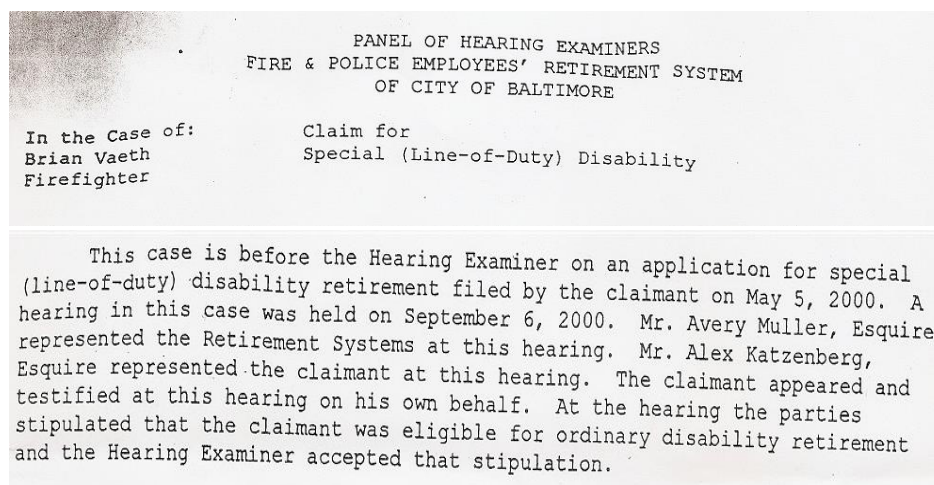 PANEL OF HEARING EXAMINERS
FIRE & POLICE EMPLOYEES' RETIREMENT SYSTEM
OF CITY OF BALTIMORE
In the Case of:
Brian Vaeth
Firefighter
Claim for
Special (Line-of-Duty) Disability
This case is before the Hearing Examiner on an application for special
(line-of-duty) disability retirement filed by the claimant on May 5, 2000. A
hearing in this case was held on September 6, 2000. Mr. Avery Muller, Esquire
represented the Retirement Systems at this hearing. Mr. Alex Katzenberg,
Esquire represented the claimant at this hearing. The claimant appeared and
testified at this hearing on his own behalf. At the hearing the parties
stipulated that the claimant was eligible for ordinary disability retirement
and the Hearing Examiner accepted that stipulation.